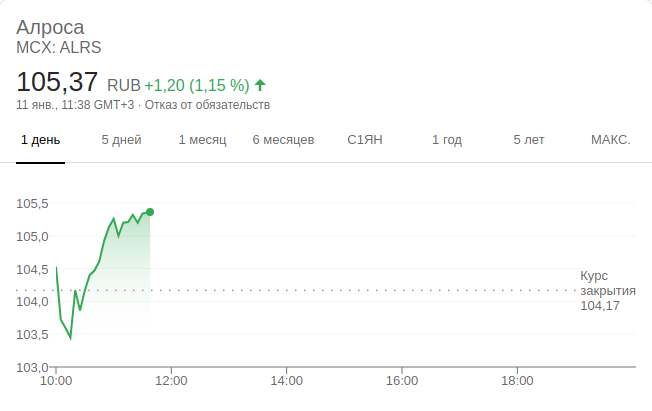 Алроса
MCX: ALRS
105,37 RUB +1,20 (1,15 %)
11 янв., 11:38 GMT+3 · Отказ от обязательств
1 день 5 дней 1 месяц 6 месяцев С1ЯН 1 год 5 лет МАКС.
105,5
105,0
104,5
104,0
103,5
103,0
Курс
закрытия
104,17
10:00 12:00 14:00 16:00 18:00